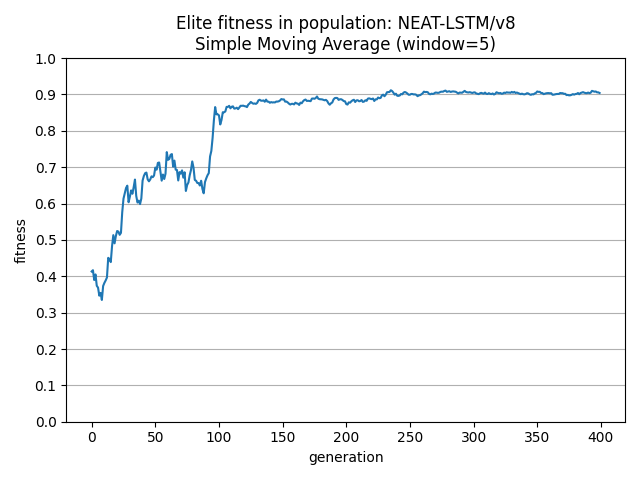 Elite fitness in population: NEAT-LSTM/v8
Simple Moving Average (window=5)
1.0
0.9
0.8
0.7
0.6
0.5
0.4
0.3
0.2
0.1
0.0
fitness
0 50 100 150 200 250 300 350 400
generation